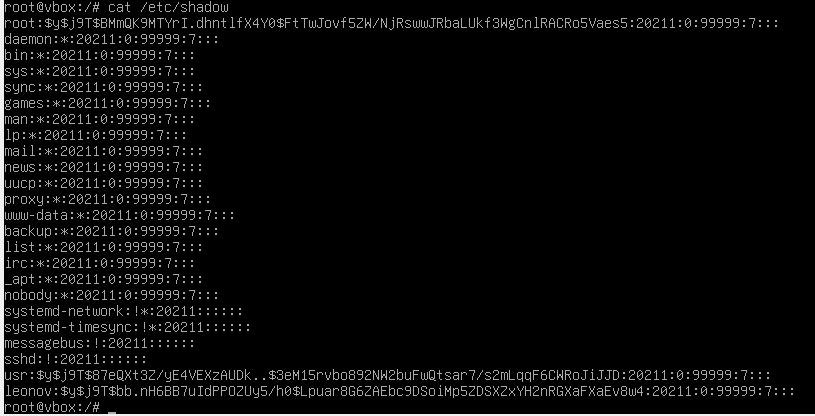 root@vbox:/# cat /etc/shadow
root:$y$j9T$BMmQK9MTYrI.dhntlfX4Y0$FtTwJovf5ZW/NjRswwJRbaLUkf3WgCnlRACRo5Vaes5:20211:0:99999:7:::
daemon:*:20211:0:99999:7:::
bin:*:20211:0:99999:7:::
sys:*:20211:0:99999:7:::
sync:*:20211:0:99999:7:::
games:*:20211:0:99999:7:::
man:*:20211:0:99999:7:::
lp:*:20211:0:99999:7:::
mail:*:20211:0:99999:7:::
news:*:20211:0:99999:7:::
uucp:*:20211:0:99999:7:::
proxy:*:20211:0:99999:7:::
www-data:*:20211:0:99999:7:::
backup:*:20211:0:99999:7:::
list:*:20211:0:99999:7:::
irc:*:20211:0:99999:7:::
_apt:*:20211:0:99999:7:::
nobody:*:20211:0:99999:7:::
systemd-network:!*:20211::::::
systemd-timesync:!*:20211::::::
messagebus:!:20211::::::
sshd:!:20211::::::
usr:$y$j9T$87eQXt3Z/yE4VEXzAUDk..$3eM15rvbo892NW2buFwQtsar7/s2mLqqF6CWRoJiJJD:20211:0:99999:7:::
leonov:$y$j9T$bb.nH6BB7uIdPPOZUy5/h0$Lpuar8G6ZAEbc9DSoiMp5ZDSXZxYH2nRGXaFXaEv8w4:20211:0:99999:7:::
root@vbox:/# _